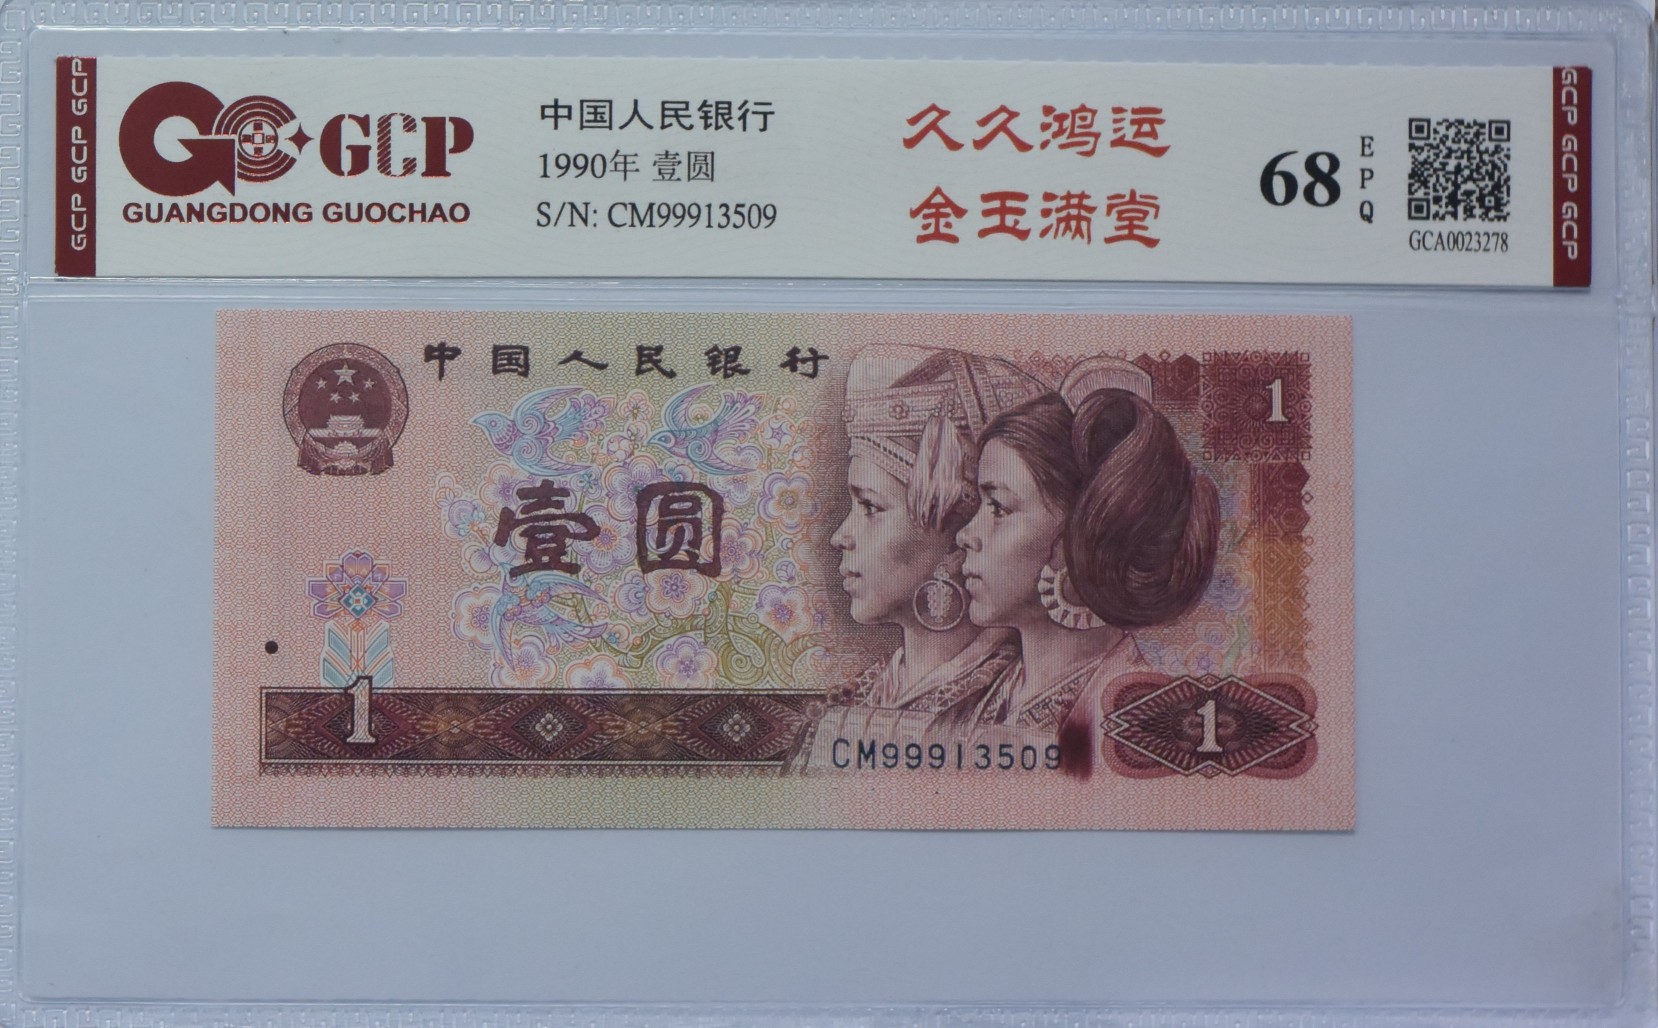 GCP GCP GCP
GCP
GUANGDONG GUOCHAO
中国人民银行
1990年 壹圆
S/N: CM99913509
久久鸿运
金玉满堂
68
EPQ
GCA0023278
GCP GCP GCP
中国人民银行
1
壹圆
1
1
CM99913509